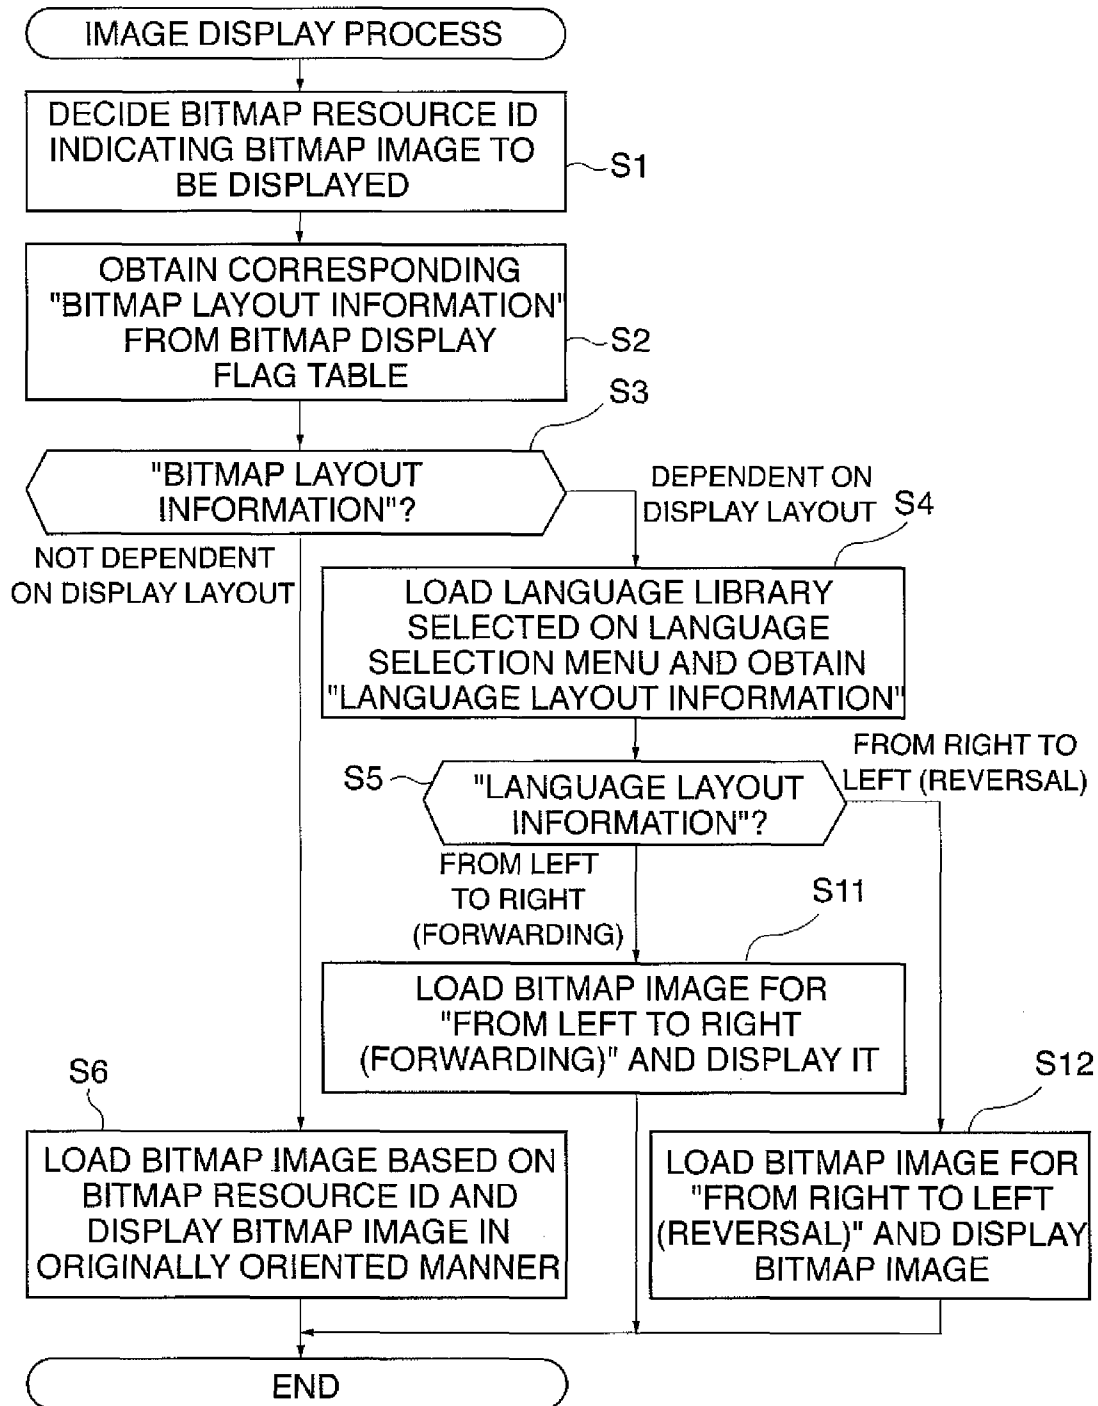 IMAGE DISPLAY PROCESS
DECIDE BITMAP RESOURCE ID
INDICATING BITMAP IMAGE TO
BE DISPLAYED
S1
OBTAIN CORRESPONDING
"BITMAP LAYOUT INFORMATION"
FROM BITMAP DISPLAY
FLAG TABLE
S2
S3
"BITMAP LAYOUT
INFORMATION"?
DEPENDENT ON
DISPLAY LAYOUT
NOT DEPENDENT
ON DISPLAY LAYOUT
S4
LOAD LANGUAGE LIBRARY
SELECTED ON LANGUAGE
SELECTION MENU AND OBTAIN
"LANGUAGE LAYOUT INFORMATION"
S5
"LANGUAGE LAYOUT
INFORMATION"?
FROM RIGHT TO
LEFT (REVERSAL)
FROM LEFT
TO RIGHT
(FORWARDING)
S11
LOAD BITMAP IMAGE FOR
"FROM LEFT TO RIGHT
(FORWARDING)" AND DISPLAY IT
S6
LOAD BITMAP IMAGE BASED ON
BITMAP RESOURCE ID AND
DISPLAY BITMAP IMAGE IN
ORIGINALLY ORIENTED MANNER
S12
LOAD BITMAP IMAGE FOR
"FROM RIGHT TO LEFT
(REVERSAL)" AND DISPLAY
BITMAP IMAGE
END